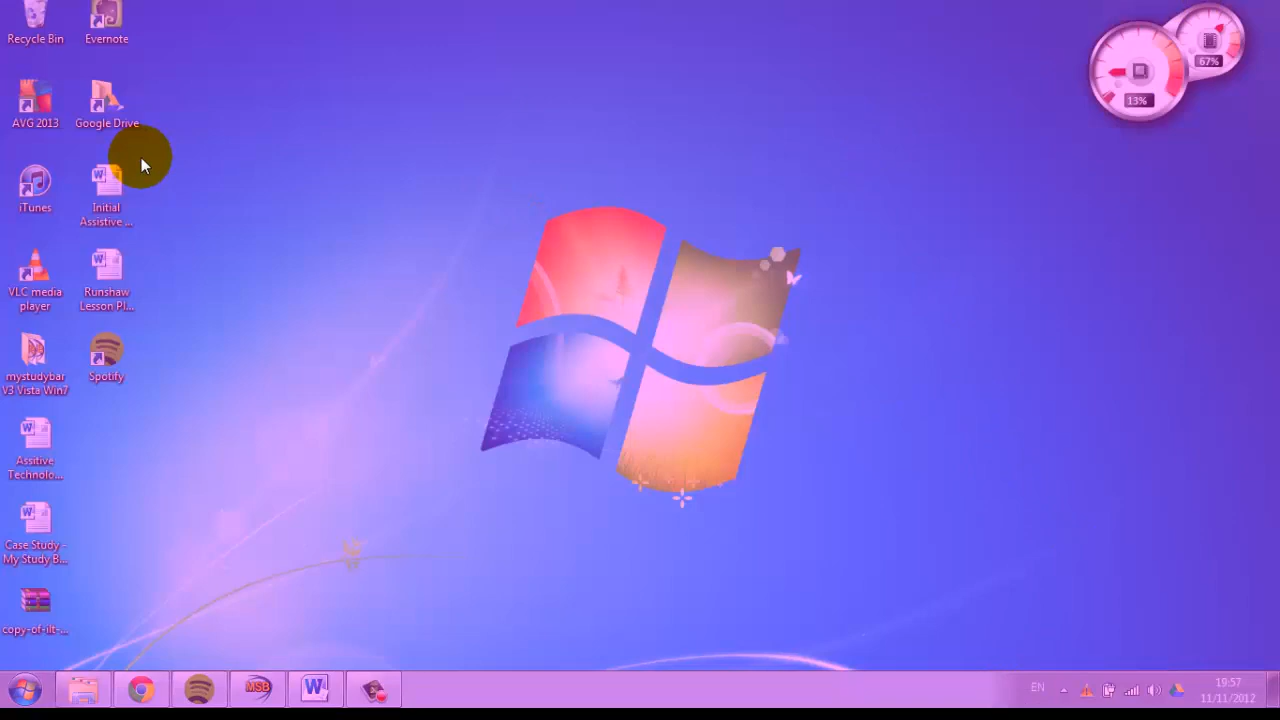 Recycle Bin
Evernote
AVG 2013
Google Drive
iTunes
Initial
Assistive ...
VLC media
player
Runshaw
Lesson Pl...
mystudybar
V3 Vista Win7
Spotify
Assitive
Technolo...
Case Study -
My Study B...
copy-of-ilt-...
67%
13%
MSB
EN
19:57
11/11/2012